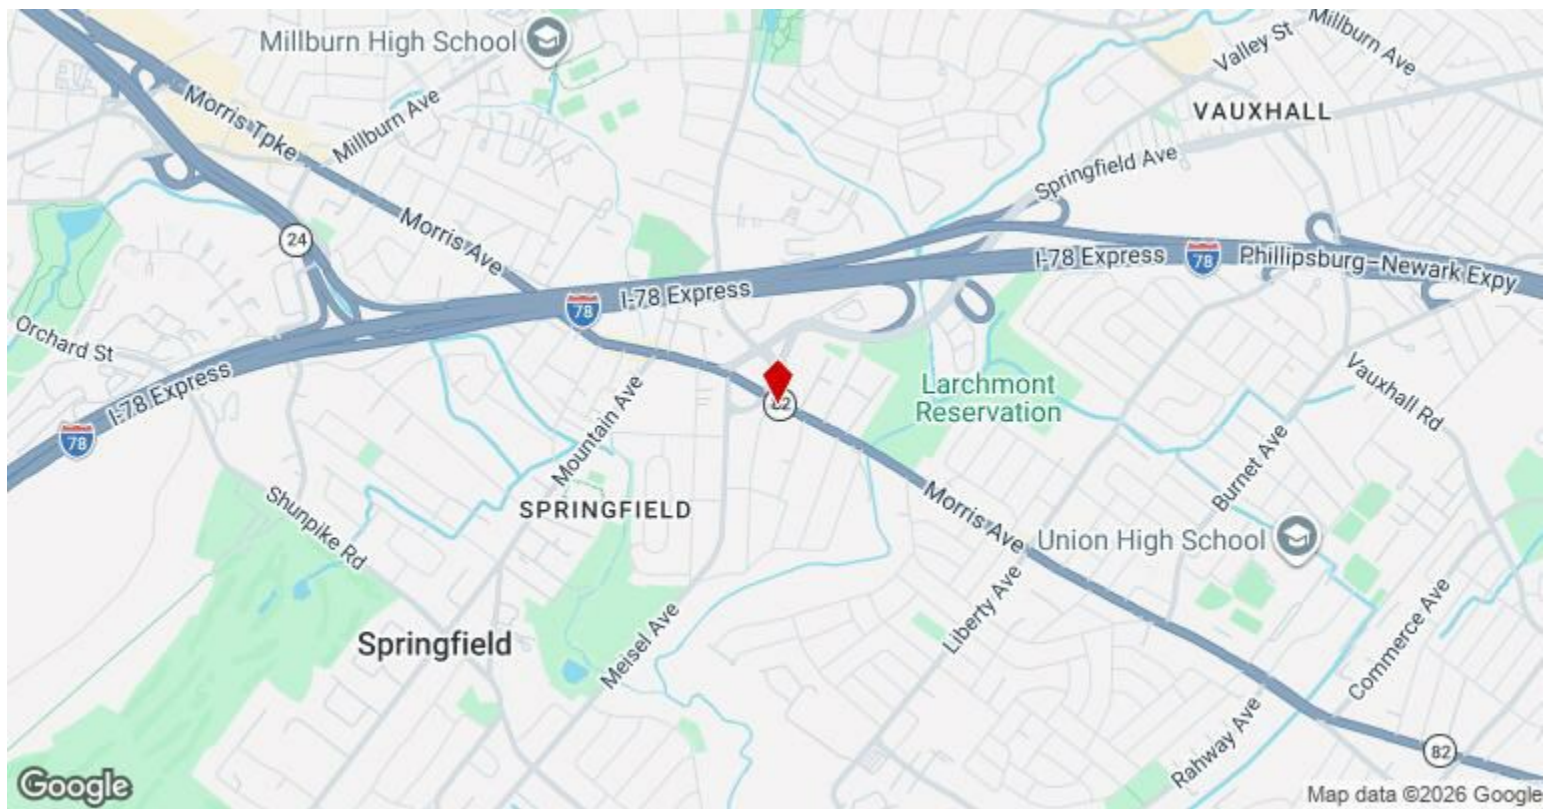 Millburn High School
Millburn Ave
Valley St
VAUXHALL
Morris Tpke
Millburn Ave
Springfield Ave
Morris Ave
24
I-78 Express
78
Phillipsburg-Newark Expy
I-78 Express
78
Orchard St
I-78 Express
78
Mountain Ave
Larchmont
Reservation
Vauxhall Rd
Burnet Ave
Shunpike Rd
SPRINGFIELD
Morris Ave
Union High School
Springfield
Meisel Ave
Liberty Ave
Commerce Ave
Rahway Ave
82
Google
Map data ©2026 Google